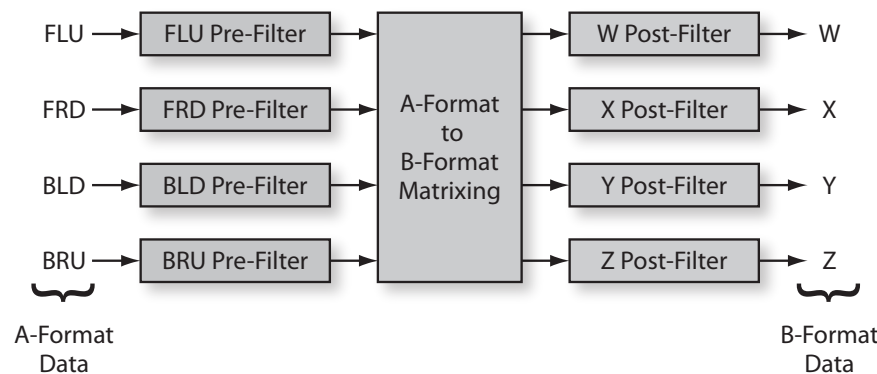 FLU
FLU Pre-Filter
W Post-Filter
W
FRD
FRD Pre-Filter
A-Format
to
B-Format
Matrixing
X Post-Filter
X
BLD
BLD Pre-Filter
Y Post-Filter
Y
BRU
BRU Pre-Filter
Z Post-Filter
Z
A-Format
Data
B-Format
Data